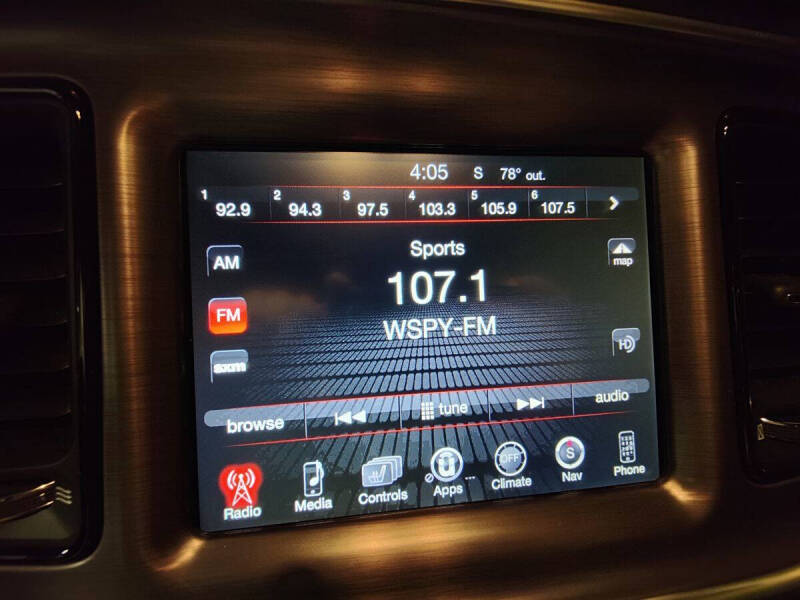 4:05 S 78° out.
1 92.9 2 94.3 3 97.5 4 103.3 5 105.9 6 107.5
Sports
AM
map
107.1
FM
WSPY-FM
HD
sxm
browse tune audio
OFF S
Radio Media Controls Apps Climate Nav Phone